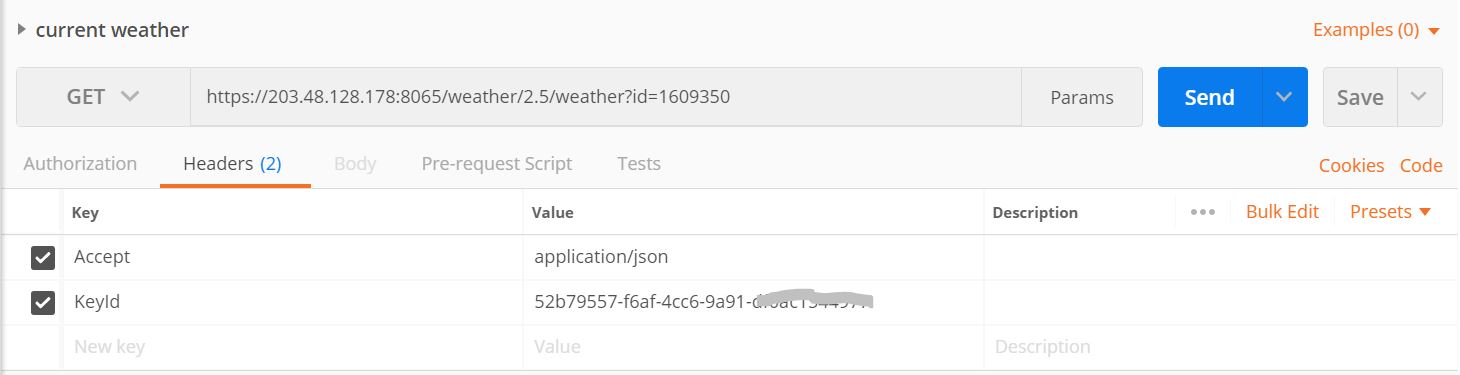 current weather
Examples (0)
GET https://203.48.128.178:8065/weather/2.5/weather?id=1609350 Params Send Save
Authorization Headers (2) Body Pre-request Script Tests Cookies Code
Key Value Description Bulk Edit Presets
Accept application/json
KeyId 52b79557-f6af-4cc6-9a91-
New key Value Description